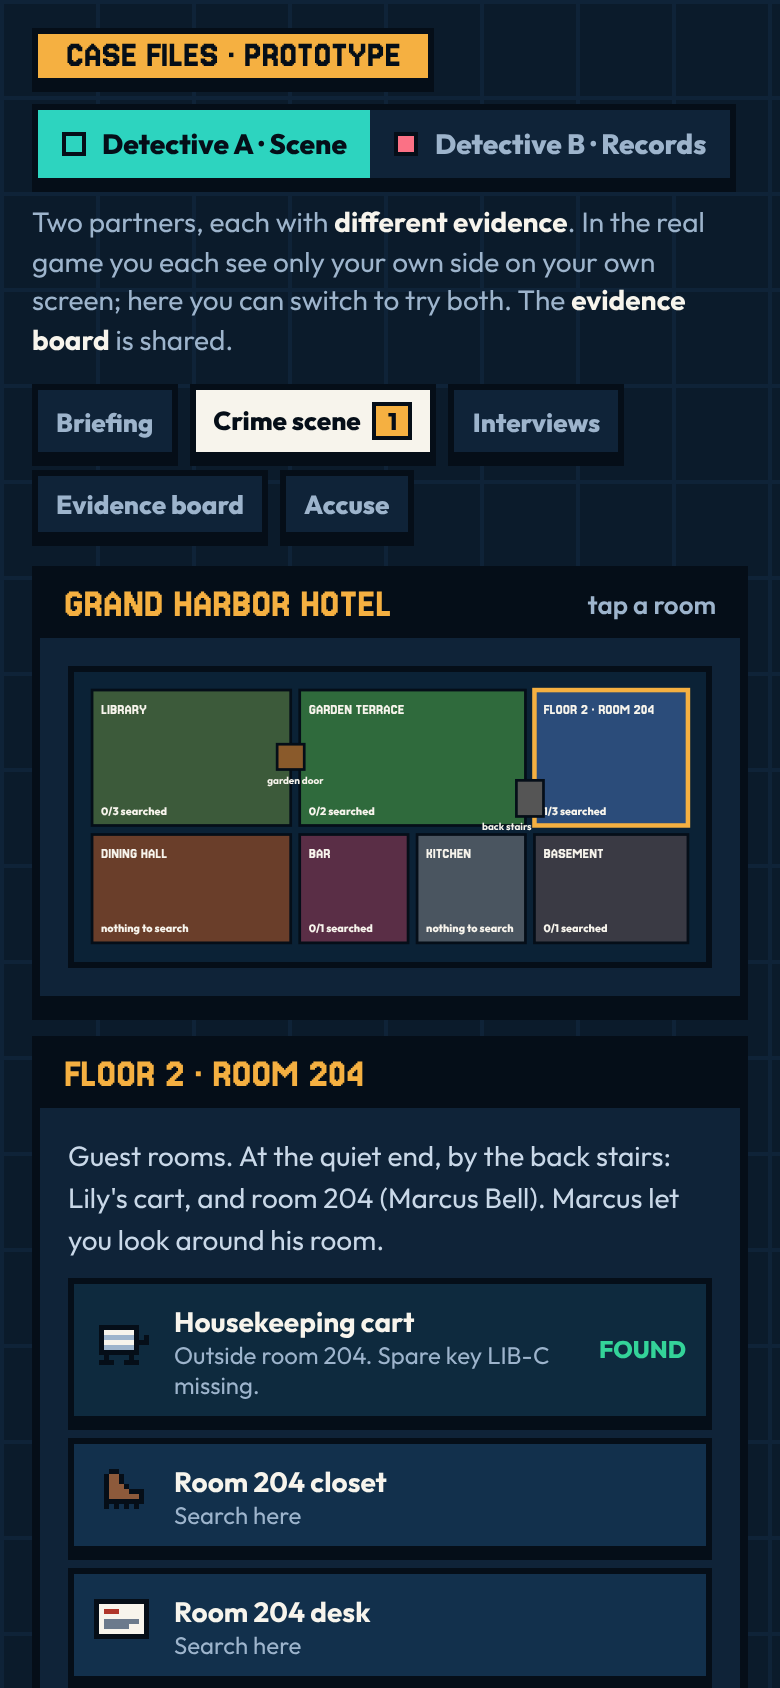 CASE FILES · PROTOTYPE
Detective A · Scene
Detective B · Records
Two partners, each with different evidence. In the real
game you each see only your own side on your own
screen; here you can switch to try both. The evidence
board is shared.
Briefing
Crime scene 1
Interviews
Evidence board
Accuse
GRAND HARBOR HOTEL
tap a room
LIBRARY
0/3 searched
garden door
GARDEN TERRACE
0/2 searched
back stairs
FLOOR 2 · ROOM 204
1/3 searched
DINING HALL
nothing to search
BAR
0/1 searched
KITCHEN
nothing to search
BASEMENT
0/1 searched
FLOOR 2 · ROOM 204
Guest rooms. At the quiet end, by the back stairs:
Lily's cart, and room 204 (Marcus Bell). Marcus let
you look around his room.
Housekeeping cart
Outside room 204. Spare key LIB-C
missing.
FOUND
Room 204 closet
Search here
Room 204 desk
Search here